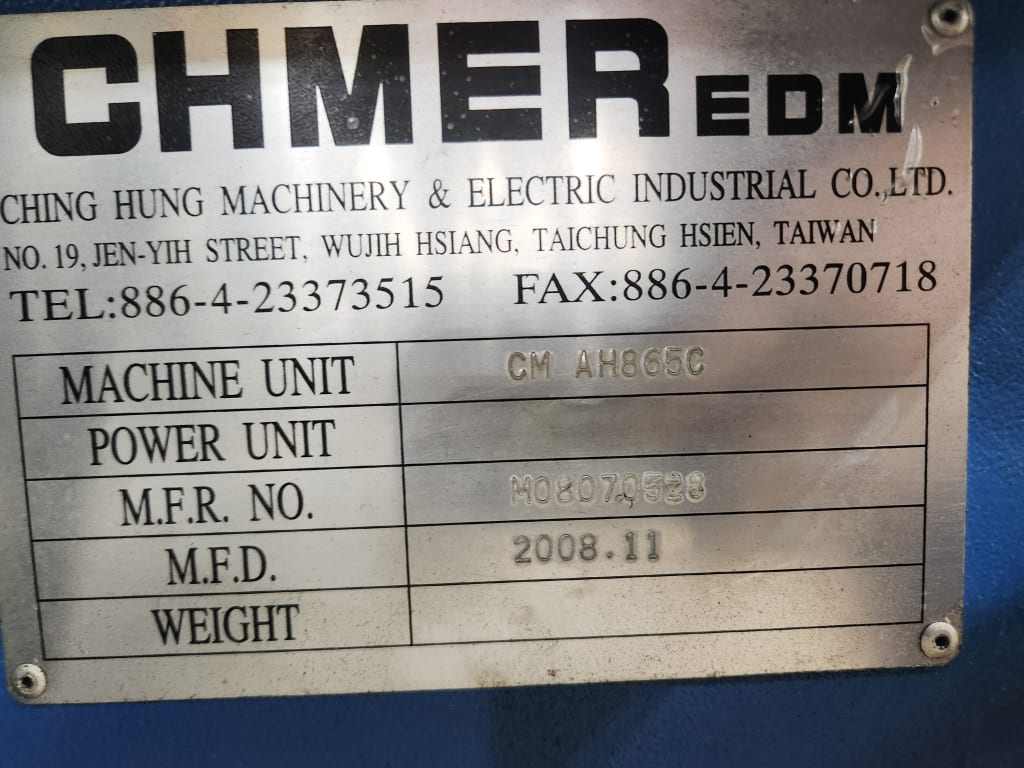 CHMER EDM
CHING HUNG MACHINERY & ELECTRIC INDUSTRIAL CO.,LTD.
NO. 19, JEN-YIH STREET, WUJIH HSIANG, TAICHUNG HSIEN, TAIWAN
TEL:886-4-23373515 FAX:886-4-23370718
MACHINE UNIT CM AH865C
POWER UNIT
M.F.R. NO. M08070528
M.F.D. 2008.11
WEIGHT